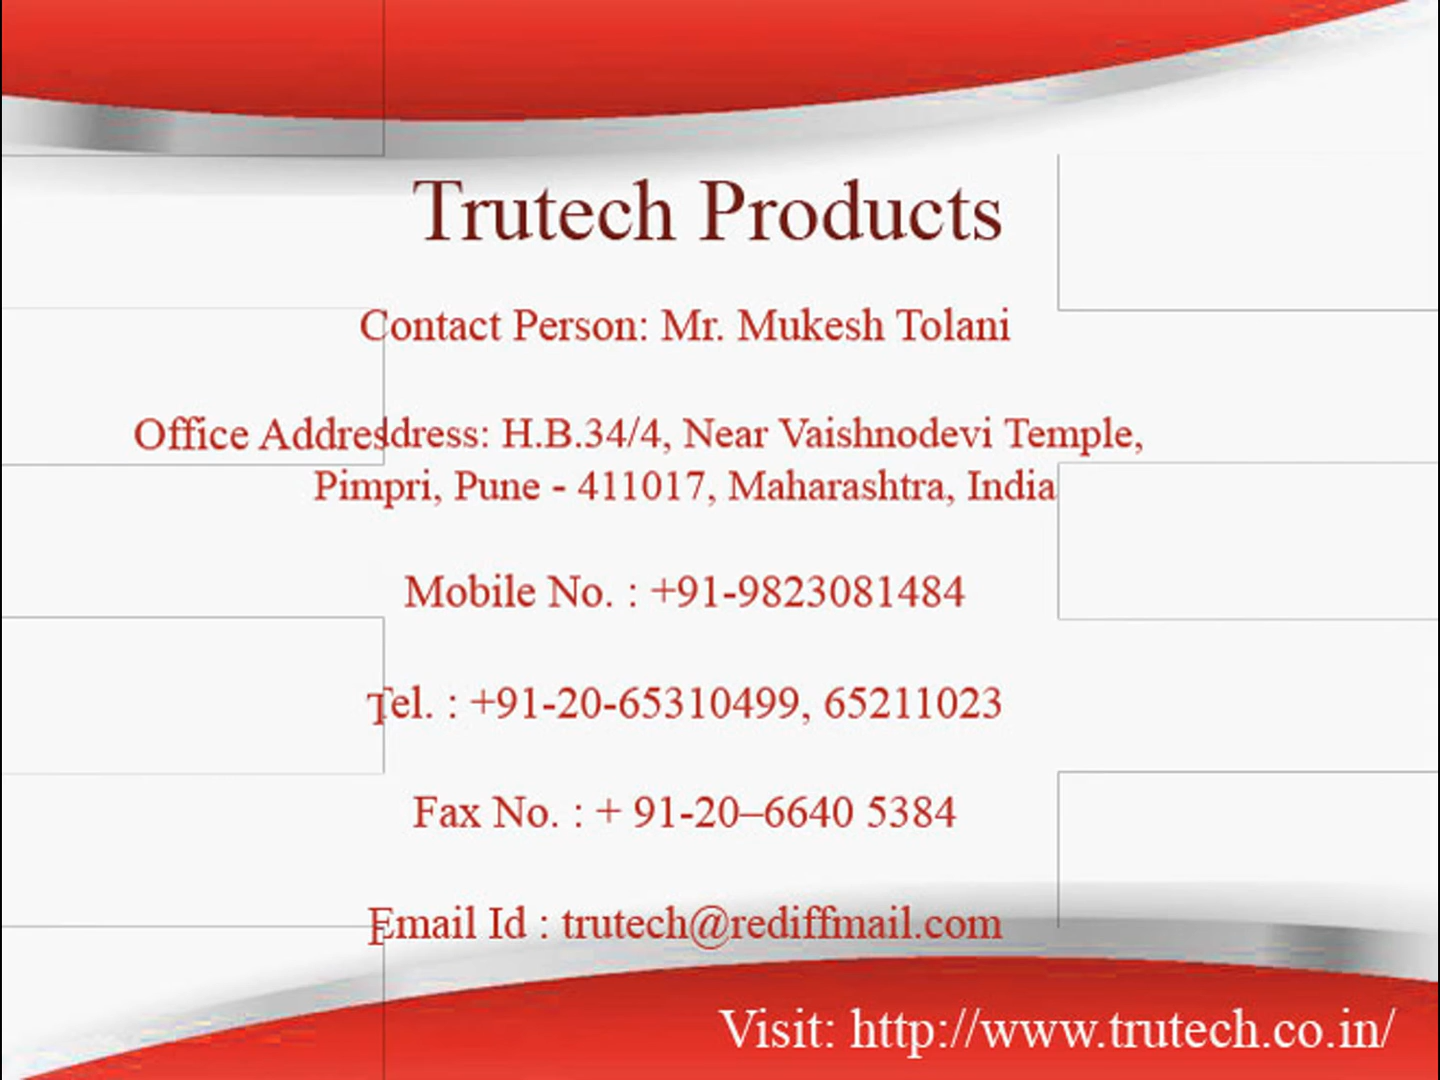 Trutech Products
Contact Person: Mr. Mukesh Tolani
Office Addresddress: H.B.34/4, Near Vaishnodevi Temple,
Pimpri, Pune - 411017, Maharashtra, India
Mobile No. : +91-9823081484
Tel. : +91-20-65310499, 65211023
Fax No. : + 91-20–6640 5384
Email Id : trutech@rediffmail.com
Visit: http://www.trutech.co.in/